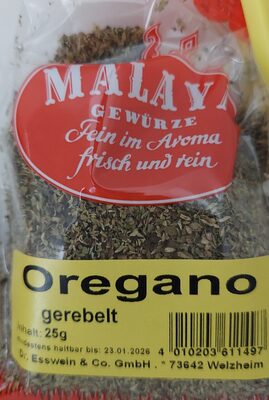 MALAYA
GEWÜRZE
Fein im Aroma
frisch und rein
Oregano
gerebelt
Inhalt: 25g
mindestens haltbar bis: 23.01.2026
4 010203 611497
Dr. Esswein & Co. GmbH . * 73642 Welzheim